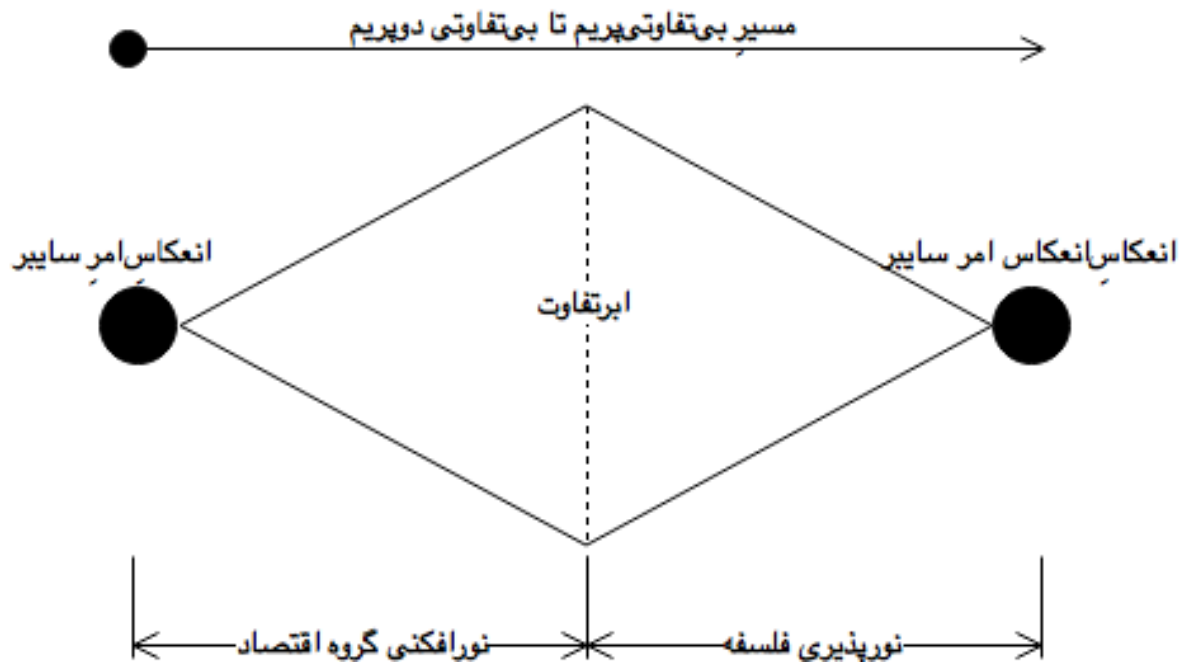 مسیرِ بی‌تفاوتی‌پریم تا بی‌تفاوتی دوپریم
انعکاسِ انعکاس امر سایبر
انعکاسِ امرِ سایبر
ابرتفاوت
نورپذیری فلسفه
نورافکنی گروه اقتصاد